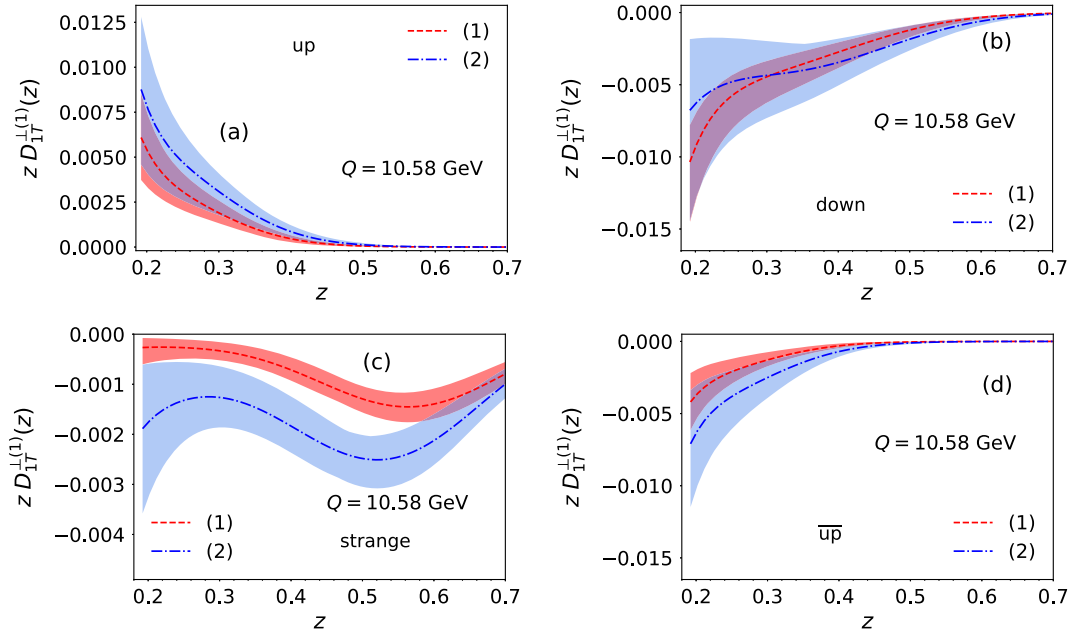 0.0125
0.0100
0.0075
0.0050
0.0025
0.0000
z D_{1T}^{⊥(1)}(z)
up
(1)
(2)
(a)
Q = 10.58 GeV
0.2 0.3 0.4 0.5 0.6 0.7
z
0.000
−0.005
−0.010
−0.015
z D_{1T}^{⊥(1)}(z)
(b)
Q = 10.58 GeV
down
(1)
(2)
0.2 0.3 0.4 0.5 0.6 0.7
z
0.000
−0.001
−0.002
−0.003
−0.004
z D_{1T}^{⊥(1)}(z)
(c)
Q = 10.58 GeV
(1)
(2)
strange
0.2 0.3 0.4 0.5 0.6 0.7
z
0.000
−0.005
−0.010
−0.015
z D_{1T}^{⊥(1)}(z)
(d)
Q = 10.58 GeV
u̅p̅
(1)
(2)
0.2 0.3 0.4 0.5 0.6 0.7
z